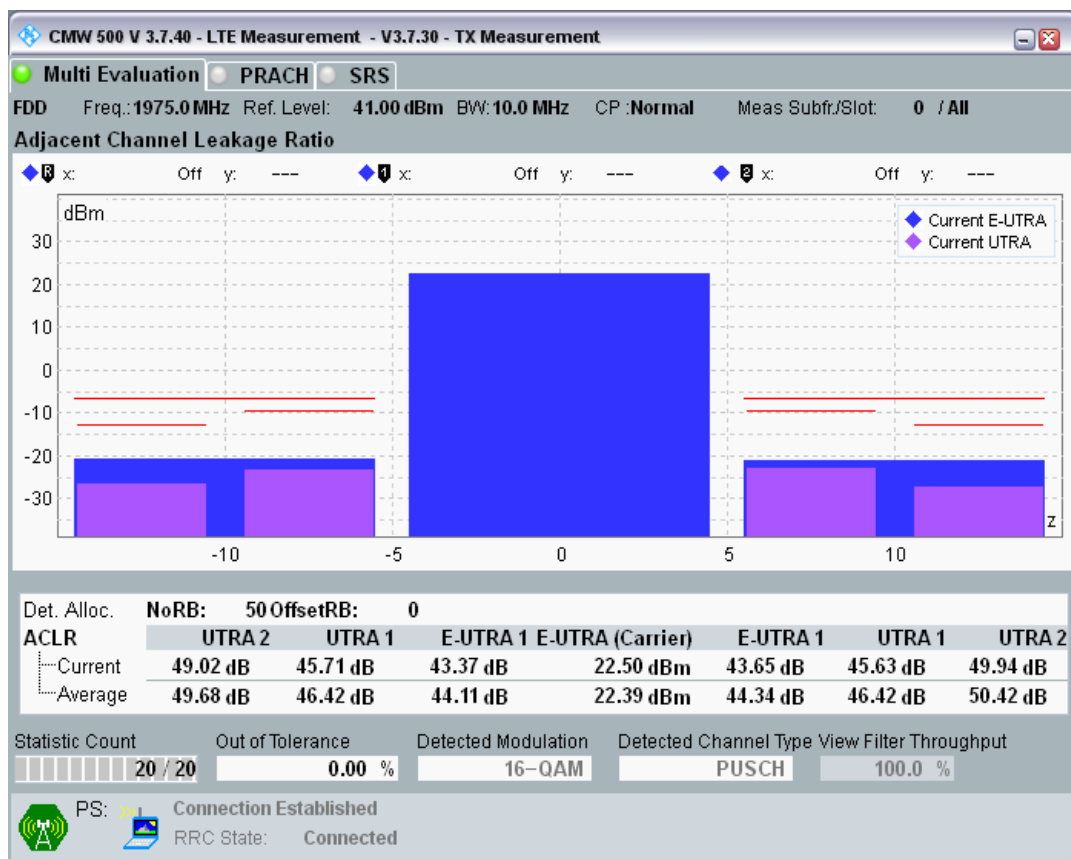 CMW 500 V 3.7.40 - LTE Measurement - V3.7.30 - TX Measurement
Multi Evaluation PRACH SRS
FDD Freq.: 1975.0 MHz Ref. Level: 41.00 dBm BW: 10.0 MHz CP :Normal Meas Subfr./Slot: 0 / All
Adjacent Channel Leakage Ratio
R x: Off y: --- 1 x: Off y: --- 2 x: Off y: ---
dBm
Current E-UTRA
Current UTRA
30
20
10
0
-10
-20
-30
z
-10 -5 0 5 10
Det. Alloc. NoRB: 50 OffsetRB: 0
ACLR UTRA 2 UTRA 1 E-UTRA 1 E-UTRA (Carrier) E-UTRA 1 UTRA 1 UTRA 2
Current 49.02 dB 45.71 dB 43.37 dB 22.50 dBm 43.65 dB 45.63 dB 49.94 dB
Average 49.68 dB 46.42 dB 44.11 dB 22.39 dBm 44.34 dB 46.42 dB 50.42 dB
Statistic Count Out of Tolerance Detected Modulation Detected Channel Type View Filter Throughput
20 / 20 0.00 % 16-QAM PUSCH 100.0 %
PS: Connection Established
RRC State: Connected